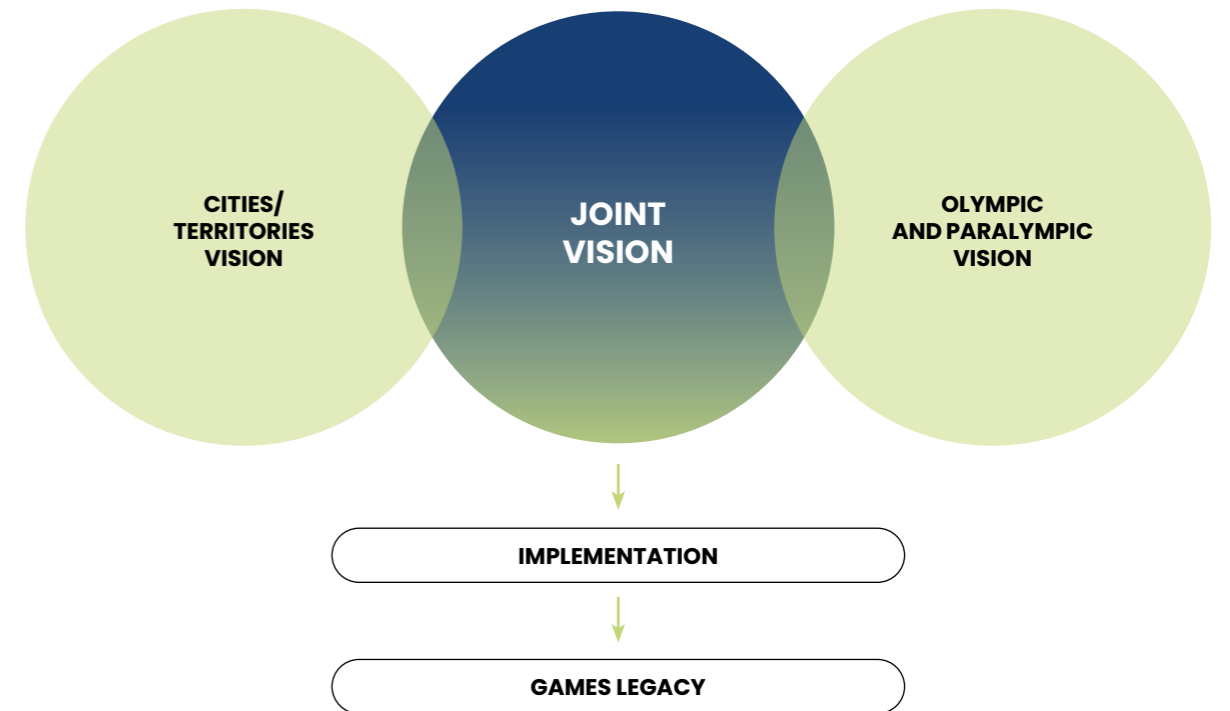 CITIES/
TERRITORIES
VISION
JOINT
VISION
OLYMPIC
AND PARALYMPIC
VISION
IMPLEMENTATION
GAMES LEGACY